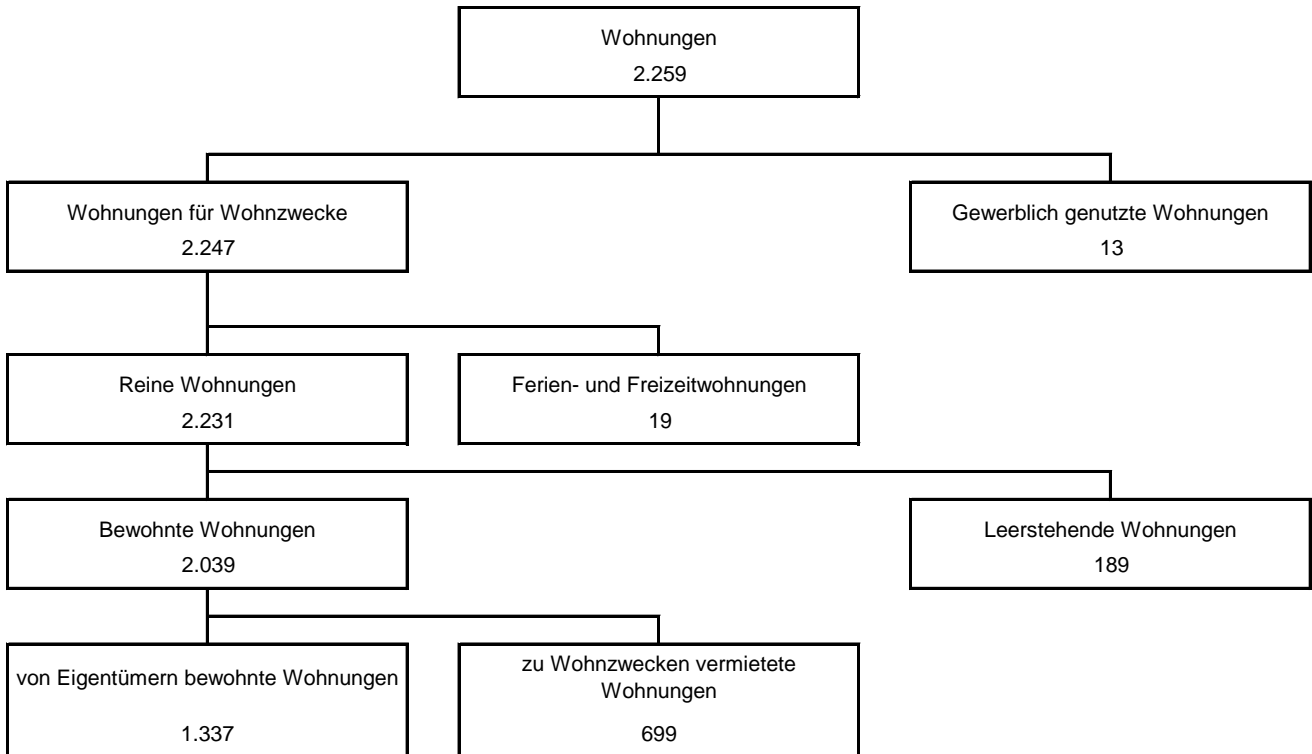 Wohnungen
2.259
Wohnungen für Wohnzwecke
2.247
Gewerblich genutzte Wohnungen
13
Reine Wohnungen
2.231
Ferien- und Freizeitwohnungen
19
Bewohnte Wohnungen
2.039
Leerstehende Wohnungen
189
von Eigentümern bewohnte Wohnungen
1.337
zu Wohnzwecken vermietete
Wohnungen
699